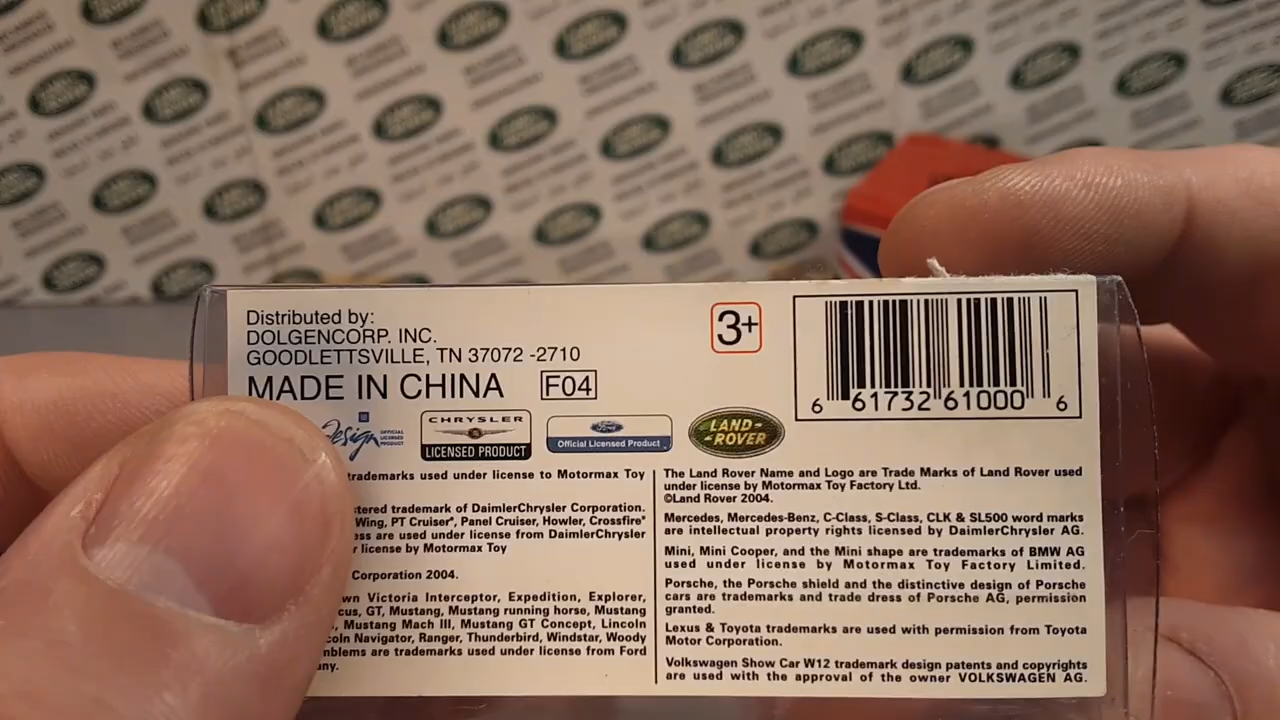 Distributed by:
DOLGENCORP. INC.
GOODLETTSVILLE, TN 37072 -2710
MADE IN CHINA F04
3+
6 61732 61000 6
Design OFFICIAL LICENSED PRODUCT
CHRYSLER
LICENSED PRODUCT
Ford
Official Licensed Product
LAND-
-ROVER
trademarks used under license to Motormax Toy
stered trademark of DaimlerChrysler Corporation.
Wing, PT Cruiser*, Panel Cruiser, Howler, Crossfire*
ess are used under license from DaimlerChrysler
r license by Motormax Toy
Corporation 2004.
wn Victoria Interceptor, Expedition, Explorer,
cus, GT, Mustang, Mustang running horse, Mustang
, Mustang Mach III, Mustang GT Concept, Lincoln
coln Navigator, Ranger, Thunderbird, Windstar, Woody
mblems are trademarks used under license from Ford
any.
The Land Rover Name and Logo are Trade Marks of Land Rover used
under license by Motormax Toy Factory Ltd.
©Land Rover 2004.
Mercedes, Mercedes-Benz, C-Class, S-Class, CLK & SL500 word marks
are intellectual property rights licensed by DaimlerChrysler AG.
Mini, Mini Cooper, and the Mini shape are trademarks of BMW AG
used under license by Motormax Toy Factory Limited.
Porsche, the Porsche shield and the distinctive design of Porsche
cars are trademarks and trade dress of Porsche AG, permission
granted.
Lexus & Toyota trademarks are used with permission from Toyota
Motor Corporation.
Volkswagen Show Car W12 trademark design patents and copyrights
are used with the approval of the owner VOLKSWAGEN AG.